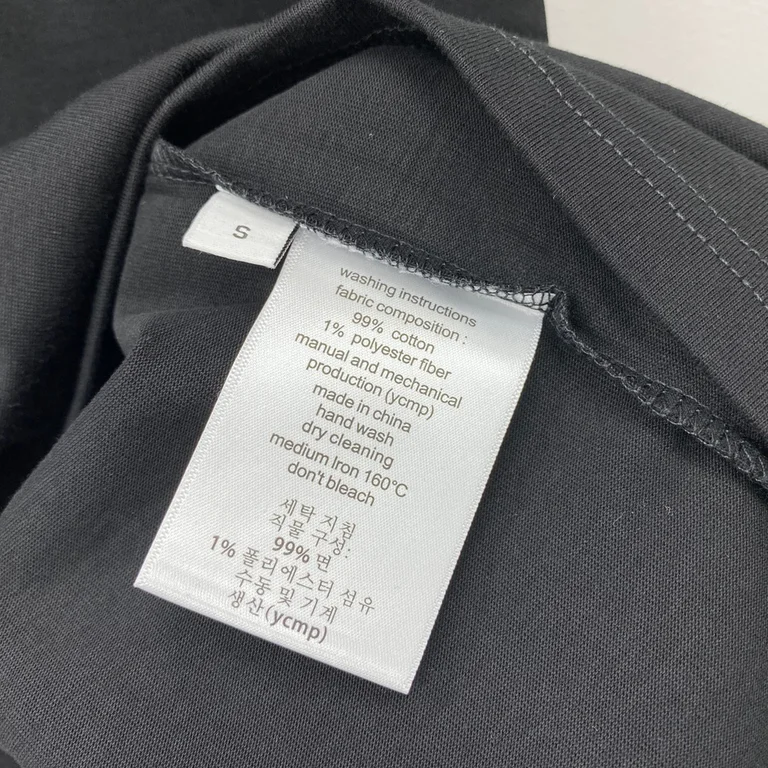 S
washing instructions
fabric composition :
99% cotton
1% polyester fiber
manual and mechanical
production (ycmp)
made in china
hand wash
dry cleaning
medium Iron 160°C
don't bleach
세탁 지침
직물 구성:
99% 면
1% 폴리에스터 섬유
수동 및 기계
생산(ycmp)